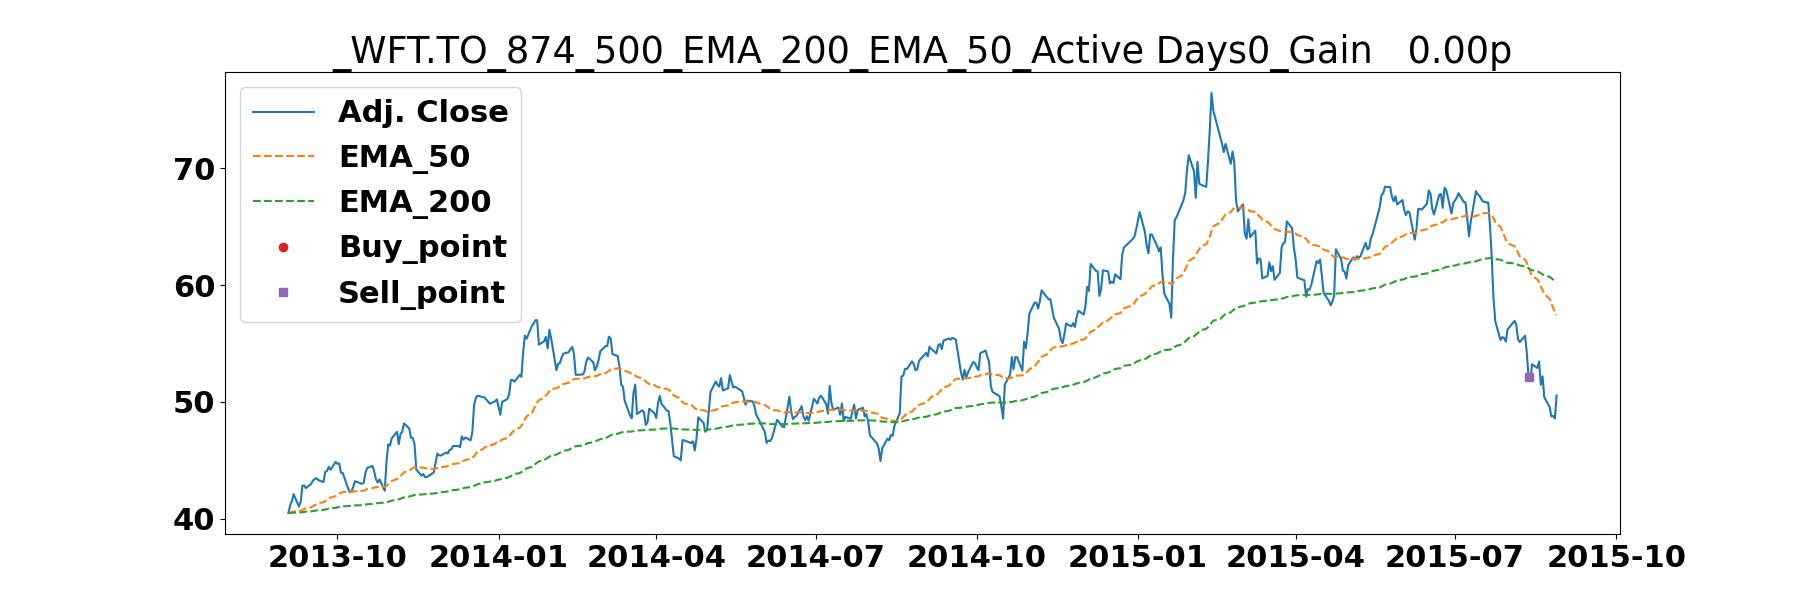 _WFT.TO_874_500_EMA_200_EMA_50_Active Days0_Gain   0.00p
Adj. Close
EMA_50
EMA_200
Buy_point
Sell_point
70
60
50
40
2013-10 2014-01 2014-04 2014-07 2014-10 2015-01 2015-04 2015-07 2015-10